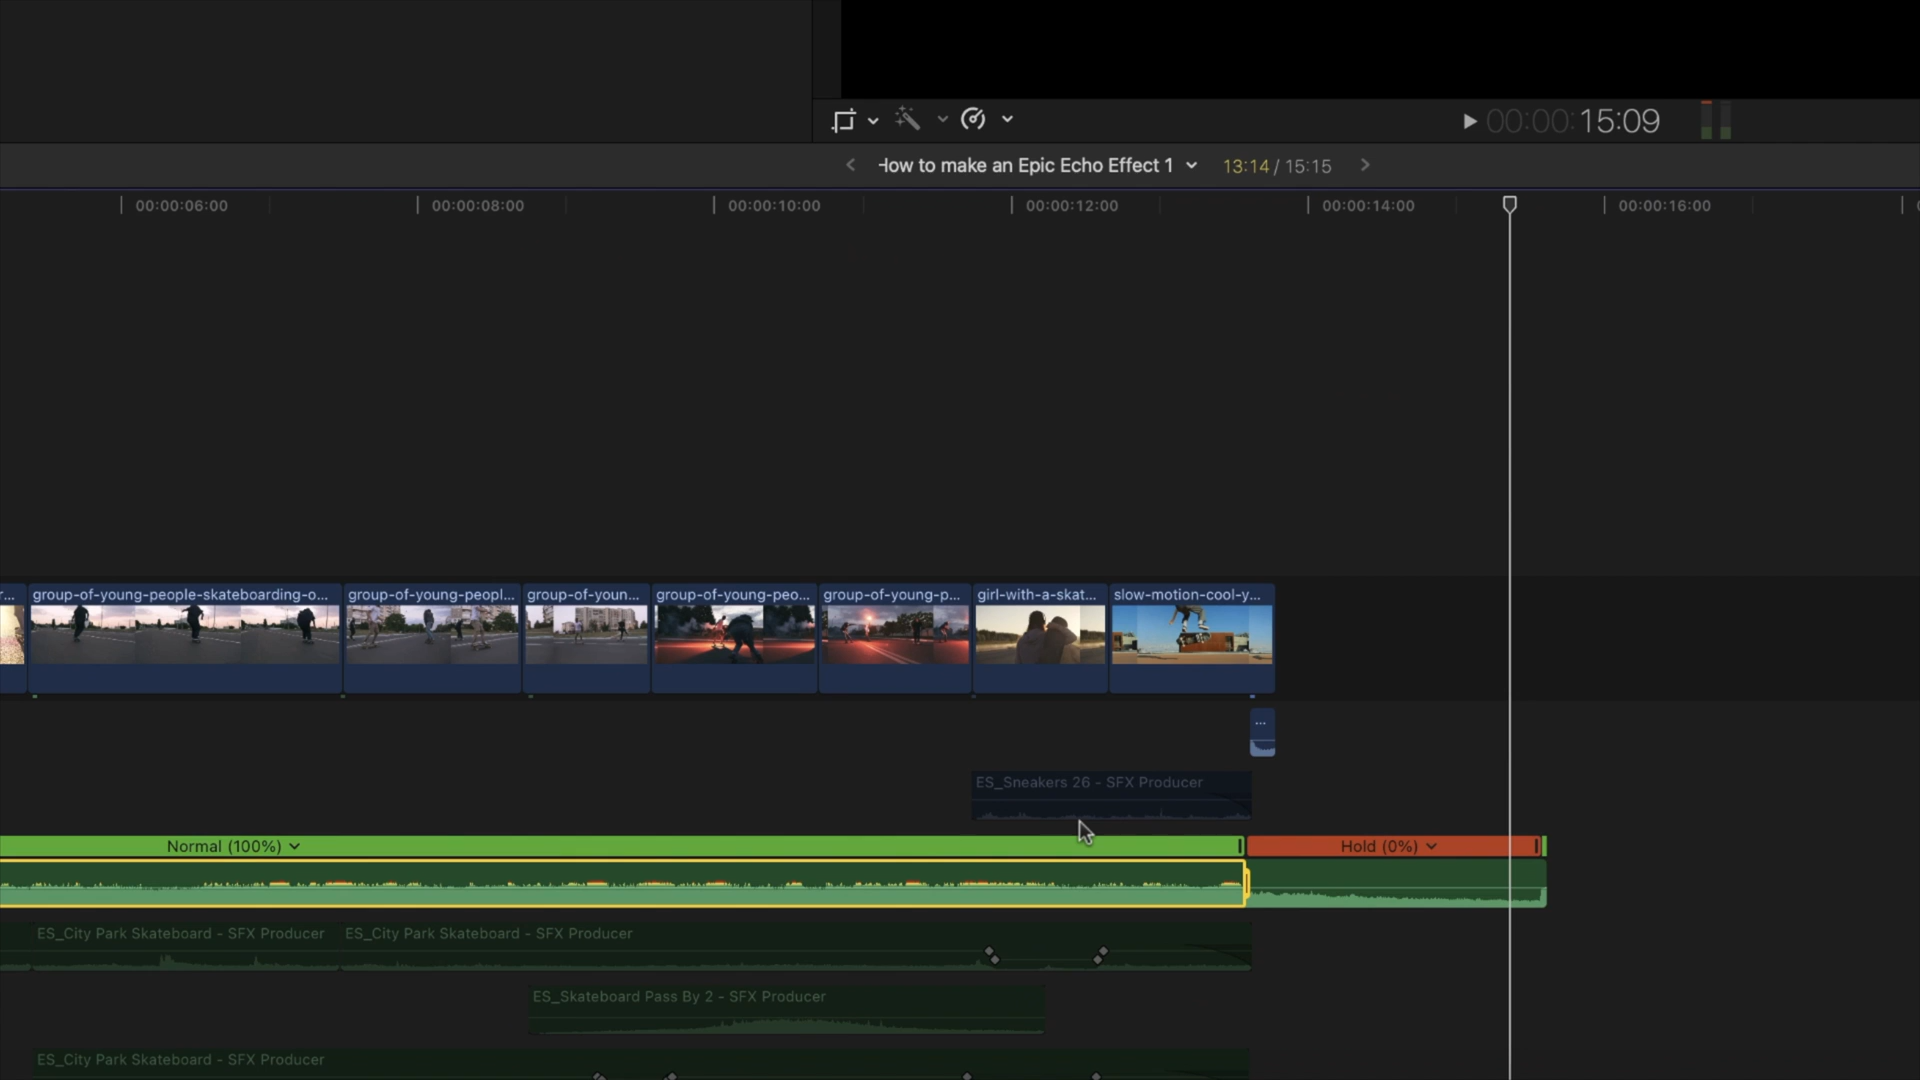 00:00:15:09
How to make an Epic Echo Effect 1
13:14 / 15:15
00:00:06:00
00:00:08:00
00:00:10:00
00:00:12:00
00:00:14:00
00:00:16:00
r...
group-of-young-people-skateboarding-o...
group-of-young-peopl...
group-of-youn...
group-of-young-peo...
group-of-young-p...
girl-with-a-skat...
slow-motion-cool-y...
...
ES_Sneakers 26 - SFX Producer
Normal (100%)
Hold (0%)
ES_City Park Skateboard - SFX Producer
ES_City Park Skateboard - SFX Producer
ES_Skateboard Pass By 2 - SFX Producer
ES_City Park Skateboard - SFX Producer